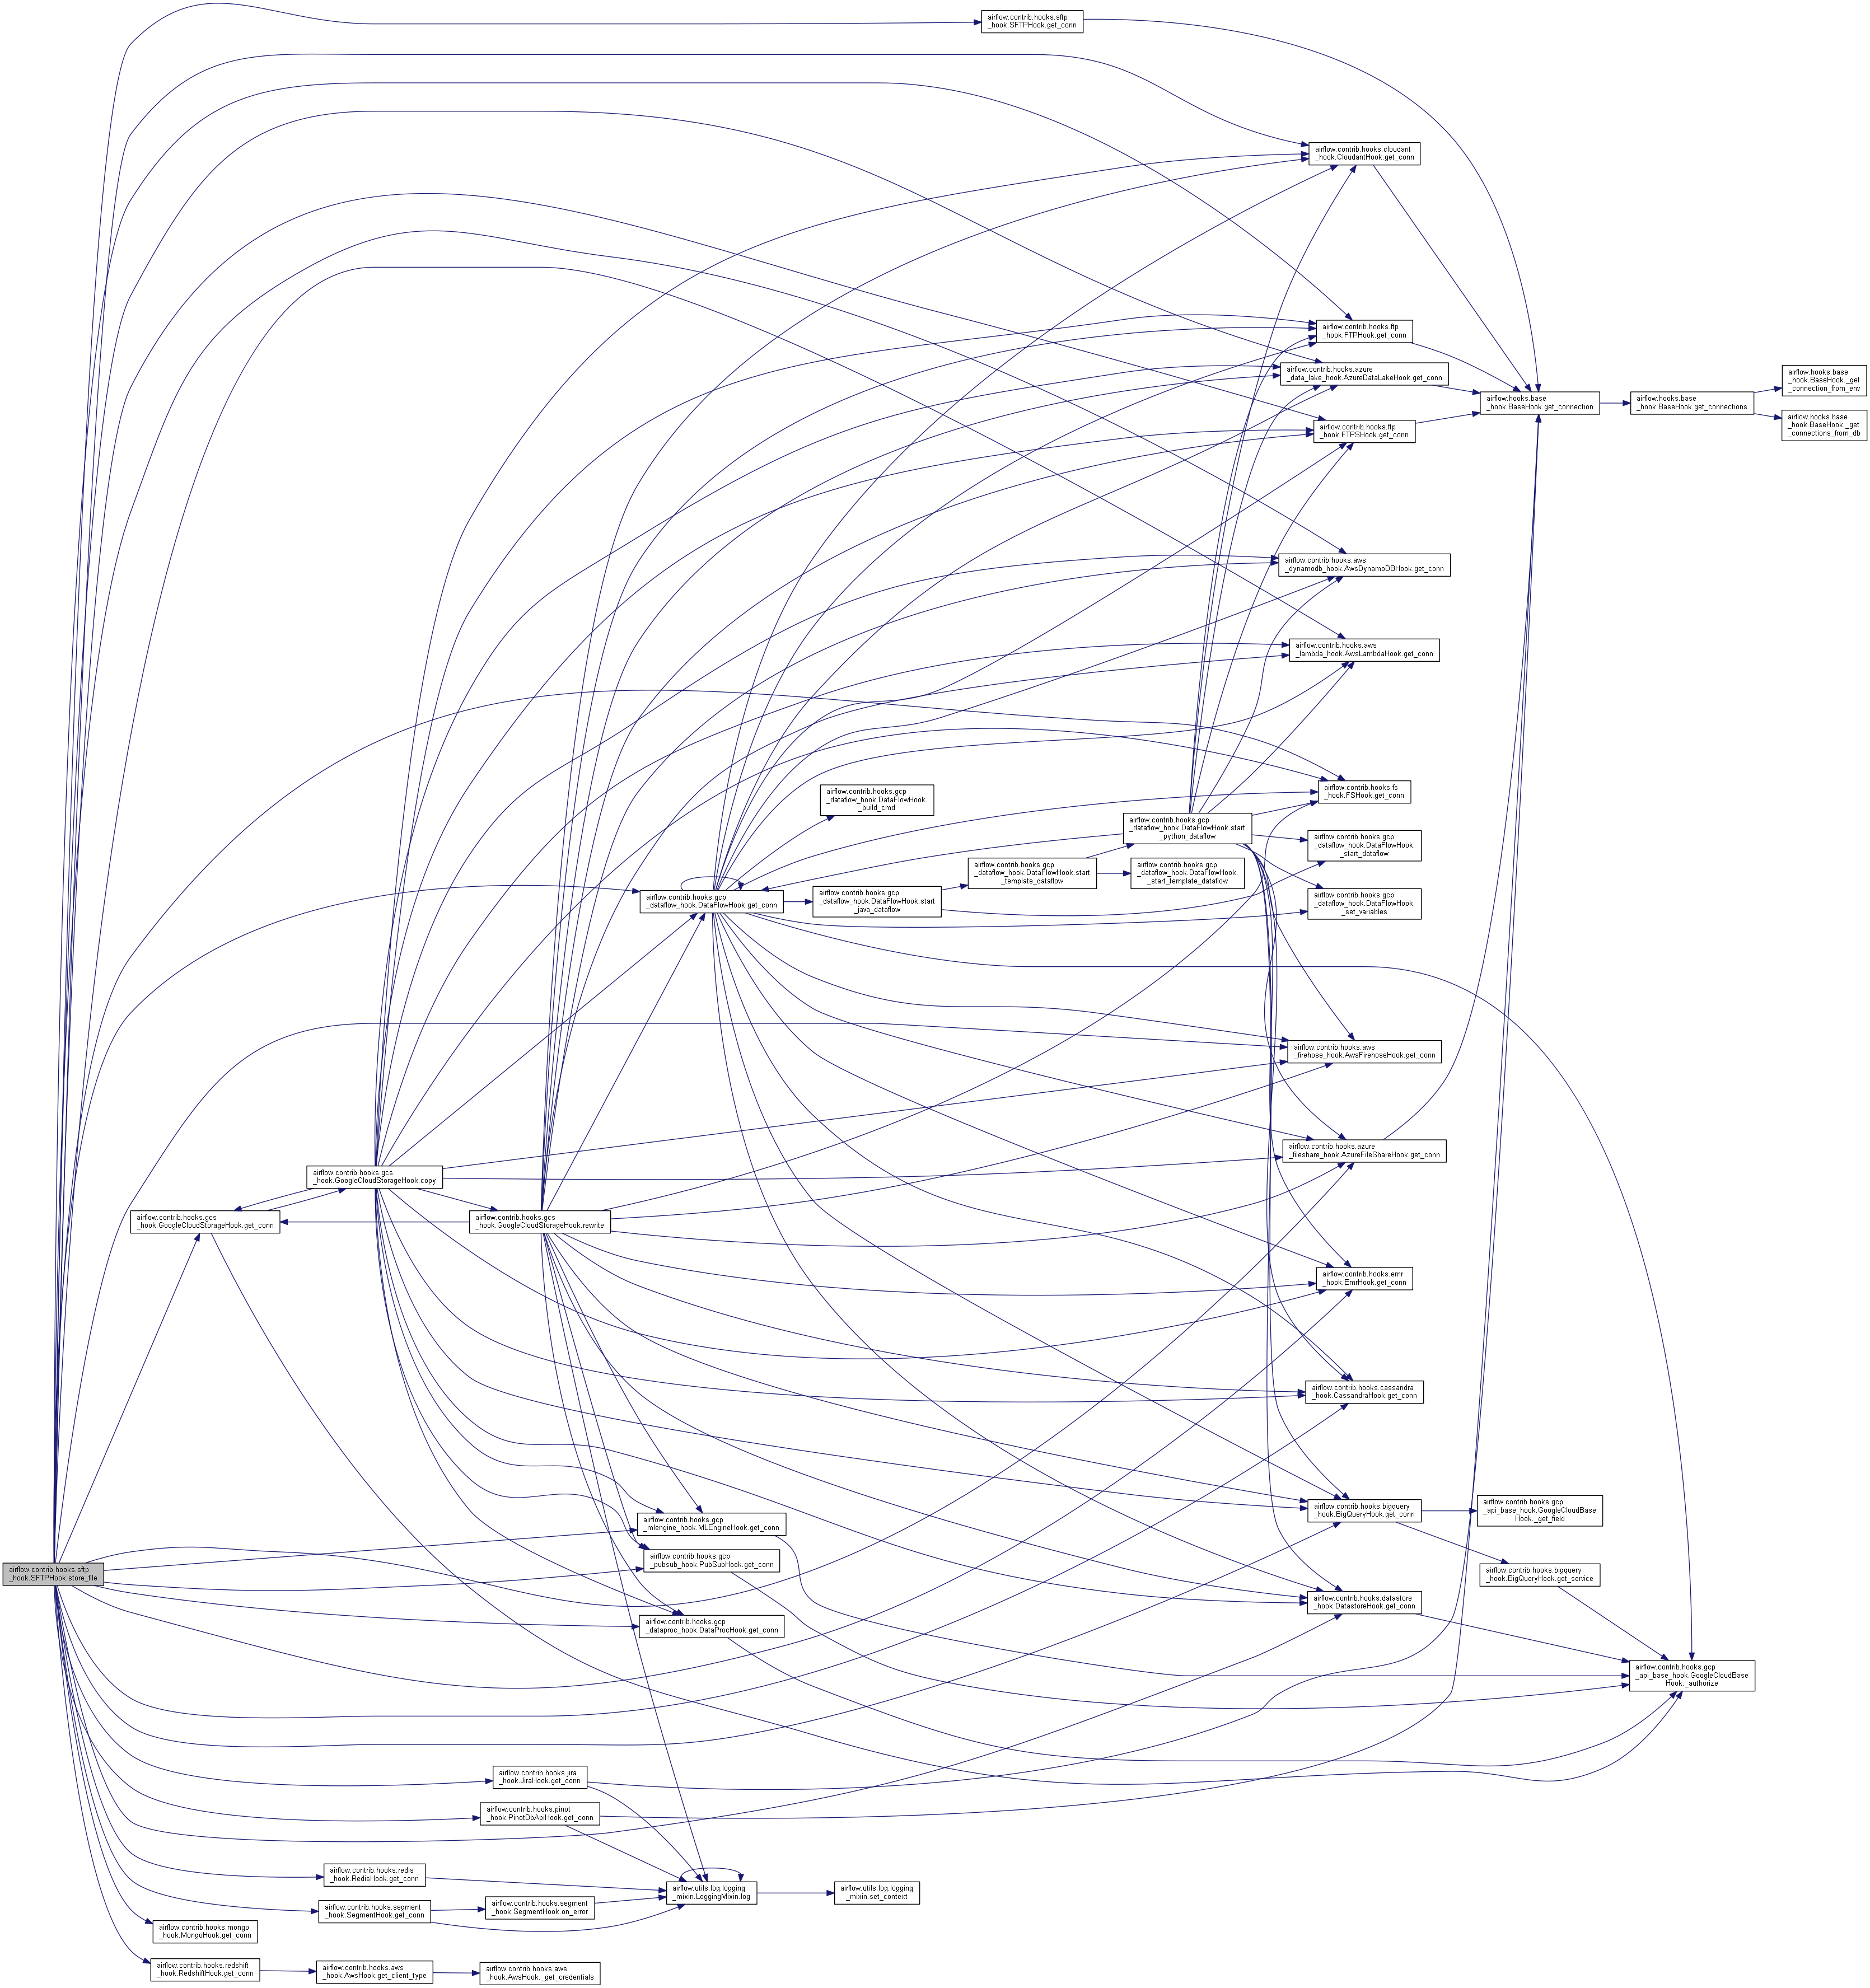 airflow.contrib.hooks.sftp
_hook.SFTPHook.get_conn
airflow.contrib.hooks.cloudant
_hook.CloudantHook.get_conn
airflow.contrib.hooks.ftp
_hook.FTPHook.get_conn
airflow.contrib.hooks.azure
_data_lake_hook.AzureDataLakeHook.get_conn
airflow.hooks.base
_hook.BaseHook.get_connection
airflow.hooks.base
_hook.BaseHook.get_connections
airflow.hooks.base
_hook.BaseHook._get
_connection_from_env
airflow.hooks.base
_hook.BaseHook._get
_connections_from_db
airflow.contrib.hooks.ftp
_hook.FTPSHook.get_conn
airflow.contrib.hooks.aws
_dynamodb_hook.AwsDynamoDBHook.get_conn
airflow.contrib.hooks.aws
_lambda_hook.AwsLambdaHook.get_conn
airflow.contrib.hooks.fs
_hook.FSHook.get_conn
airflow.contrib.hooks.gcp
_dataflow_hook.DataFlowHook.
_build_cmd
airflow.contrib.hooks.gcp
_dataflow_hook.DataFlowHook.start
_python_dataflow
airflow.contrib.hooks.gcp
_dataflow_hook.DataFlowHook.
_start_dataflow
airflow.contrib.hooks.gcp
_dataflow_hook.DataFlowHook.start
_template_dataflow
airflow.contrib.hooks.gcp
_dataflow_hook.DataFlowHook.
_start_template_dataflow
airflow.contrib.hooks.gcp
_dataflow_hook.DataFlowHook.get_conn
airflow.contrib.hooks.gcp
_dataflow_hook.DataFlowHook.start
_java_dataflow
airflow.contrib.hooks.gcp
_dataflow_hook.DataFlowHook.
_set_variables
airflow.contrib.hooks.aws
_firehose_hook.AwsFirehoseHook.get_conn
airflow.contrib.hooks.azure
_fileshare_hook.AzureFileShareHook.get_conn
airflow.contrib.hooks.gcs
_hook.GoogleCloudStorageHook.copy
airflow.contrib.hooks.gcs
_hook.GoogleCloudStorageHook.get_conn
airflow.contrib.hooks.gcs
_hook.GoogleCloudStorageHook.rewrite
airflow.contrib.hooks.emr
_hook.EmrHook.get_conn
airflow.contrib.hooks.cassandra
_hook.CassandraHook.get_conn
airflow.contrib.hooks.bigquery
_hook.BigQueryHook.get_conn
airflow.contrib.hooks.gcp
_api_base_hook.GoogleCloudBase
Hook._get_field
airflow.contrib.hooks.gcp
_mlengine_hook.MLEngineHook.get_conn
airflow.contrib.hooks.gcp
_pubsub_hook.PubSubHook.get_conn
airflow.contrib.hooks.sftp
_hook.SFTPHook.store_file
airflow.contrib.hooks.bigquery
_hook.BigQueryHook.get_service
airflow.contrib.hooks.datastore
_hook.DatastoreHook.get_conn
airflow.contrib.hooks.gcp
_dataproc_hook.DataProcHook.get_conn
airflow.contrib.hooks.gcp
_api_base_hook.GoogleCloudBase
Hook._authorize
airflow.contrib.hooks.jira
_hook.JiraHook.get_conn
airflow.contrib.hooks.pinot
_hook.PinotDbApiHook.get_conn
airflow.contrib.hooks.redis
_hook.RedisHook.get_conn
airflow.utils.log.logging
_mixin.LoggingMixin.log
airflow.utils.log.logging
_mixin.set_context
airflow.contrib.hooks.segment
_hook.SegmentHook.get_conn
airflow.contrib.hooks.segment
_hook.SegmentHook.on_error
airflow.contrib.hooks.mongo
_hook.MongoHook.get_conn
airflow.contrib.hooks.redshift
_hook.RedshiftHook.get_conn
airflow.contrib.hooks.aws
_hook.AwsHook.get_client_type
airflow.contrib.hooks.aws
_hook.AwsHook._get_credentials